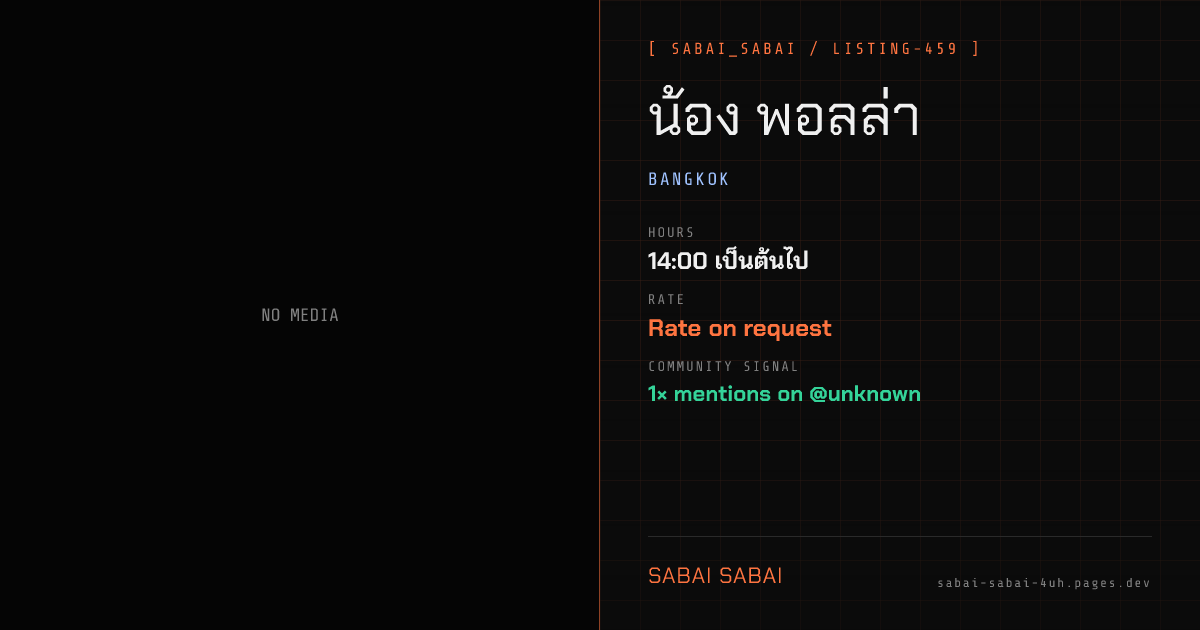 NO MEDIA
[ SABAI_SABAI / LISTING-459 ]
น้อง พอลล่า
BANGKOK
HOURS
14:00 เป็นต้นไป
RATE
Rate on request
COMMUNITY SIGNAL
1× mentions on @unknown
SABAI SABAI
sabai-sabai-4uh.pages.dev